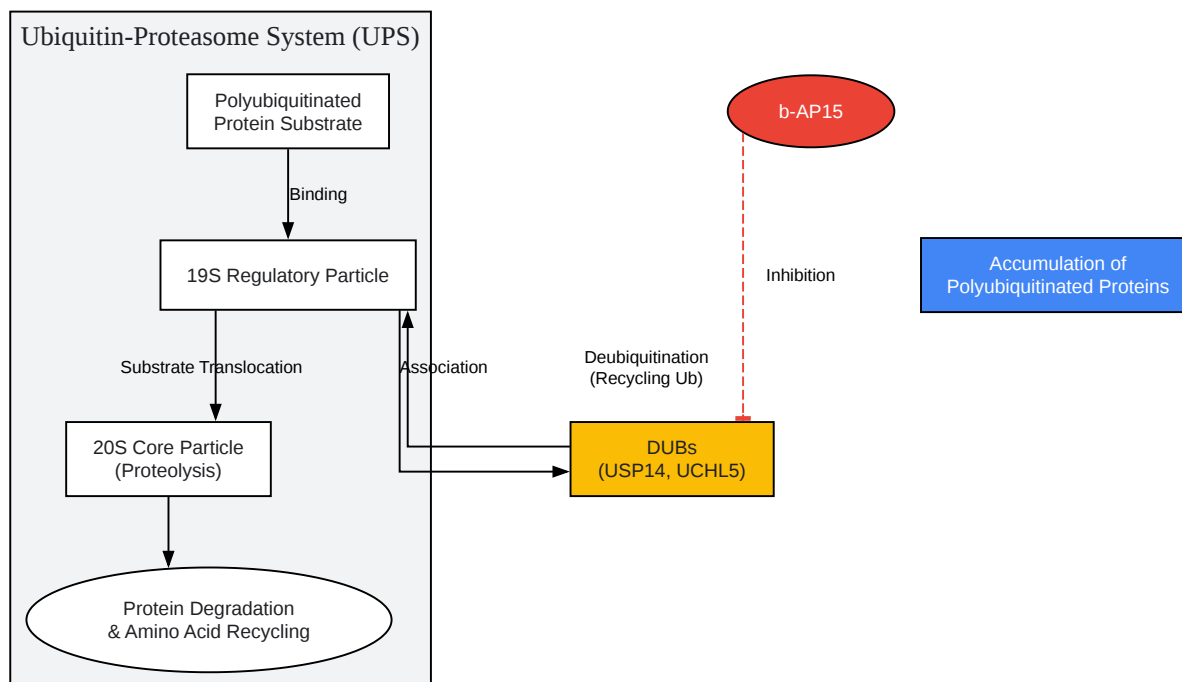 Ubiquitin-Proteasome System (UPS)
Polyubiquitinated
Protein Substrate
b-AP15
Binding
19S Regulatory Particle
Inhibition
Accumulation of
Polyubiquitinated Proteins
Substrate Translocation
Association
Deubiquitination
(Recycling Ub)
20S Core Particle
(Proteolysis)
DUBs
(USP14, UCHL5)
Protein Degradation
& Amino Acid Recycling